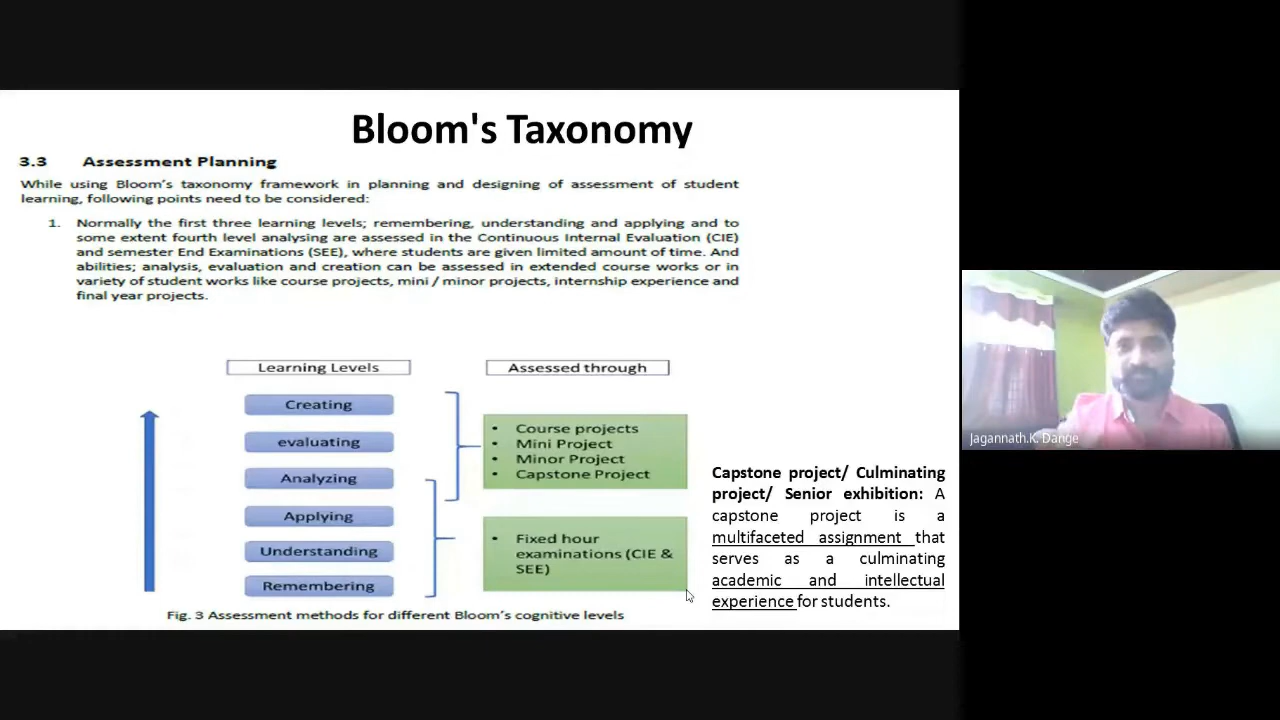 Bloom's Taxonomy
3.3 Assessment Planning
While using Bloom's taxonomy framework in planning and designing of assessment of student
learning, following points need to be considered:
1. Normally the first three learning levels; remembering, understanding and applying and to
some extent fourth level analysing are assessed in the Continuous Internal Evaluation (CIE)
and semester End Examinations (SEE), where students are given limited amount of time. And
abilities; analysis, evaluation and creation can be assessed in extended course works or in
variety of student works like course projects, mini / minor projects, internship experience and
final year projects.
Learning Levels
Creating
evaluating
Analyzing
Applying
Understanding
Remembering
Assessed through
• Course projects
• Mini Project
• Minor Project
• Capstone Project
• Fixed hour
examinations (CIE &
SEE)
Fig. 3 Assessment methods for different Bloom's cognitive levels
Capstone project/ Culminating
project/ Senior exhibition: A
capstone project is a
multifaceted assignment that
serves as a culminating
academic and intellectual
experience for students.
Jagannath.K. Dange